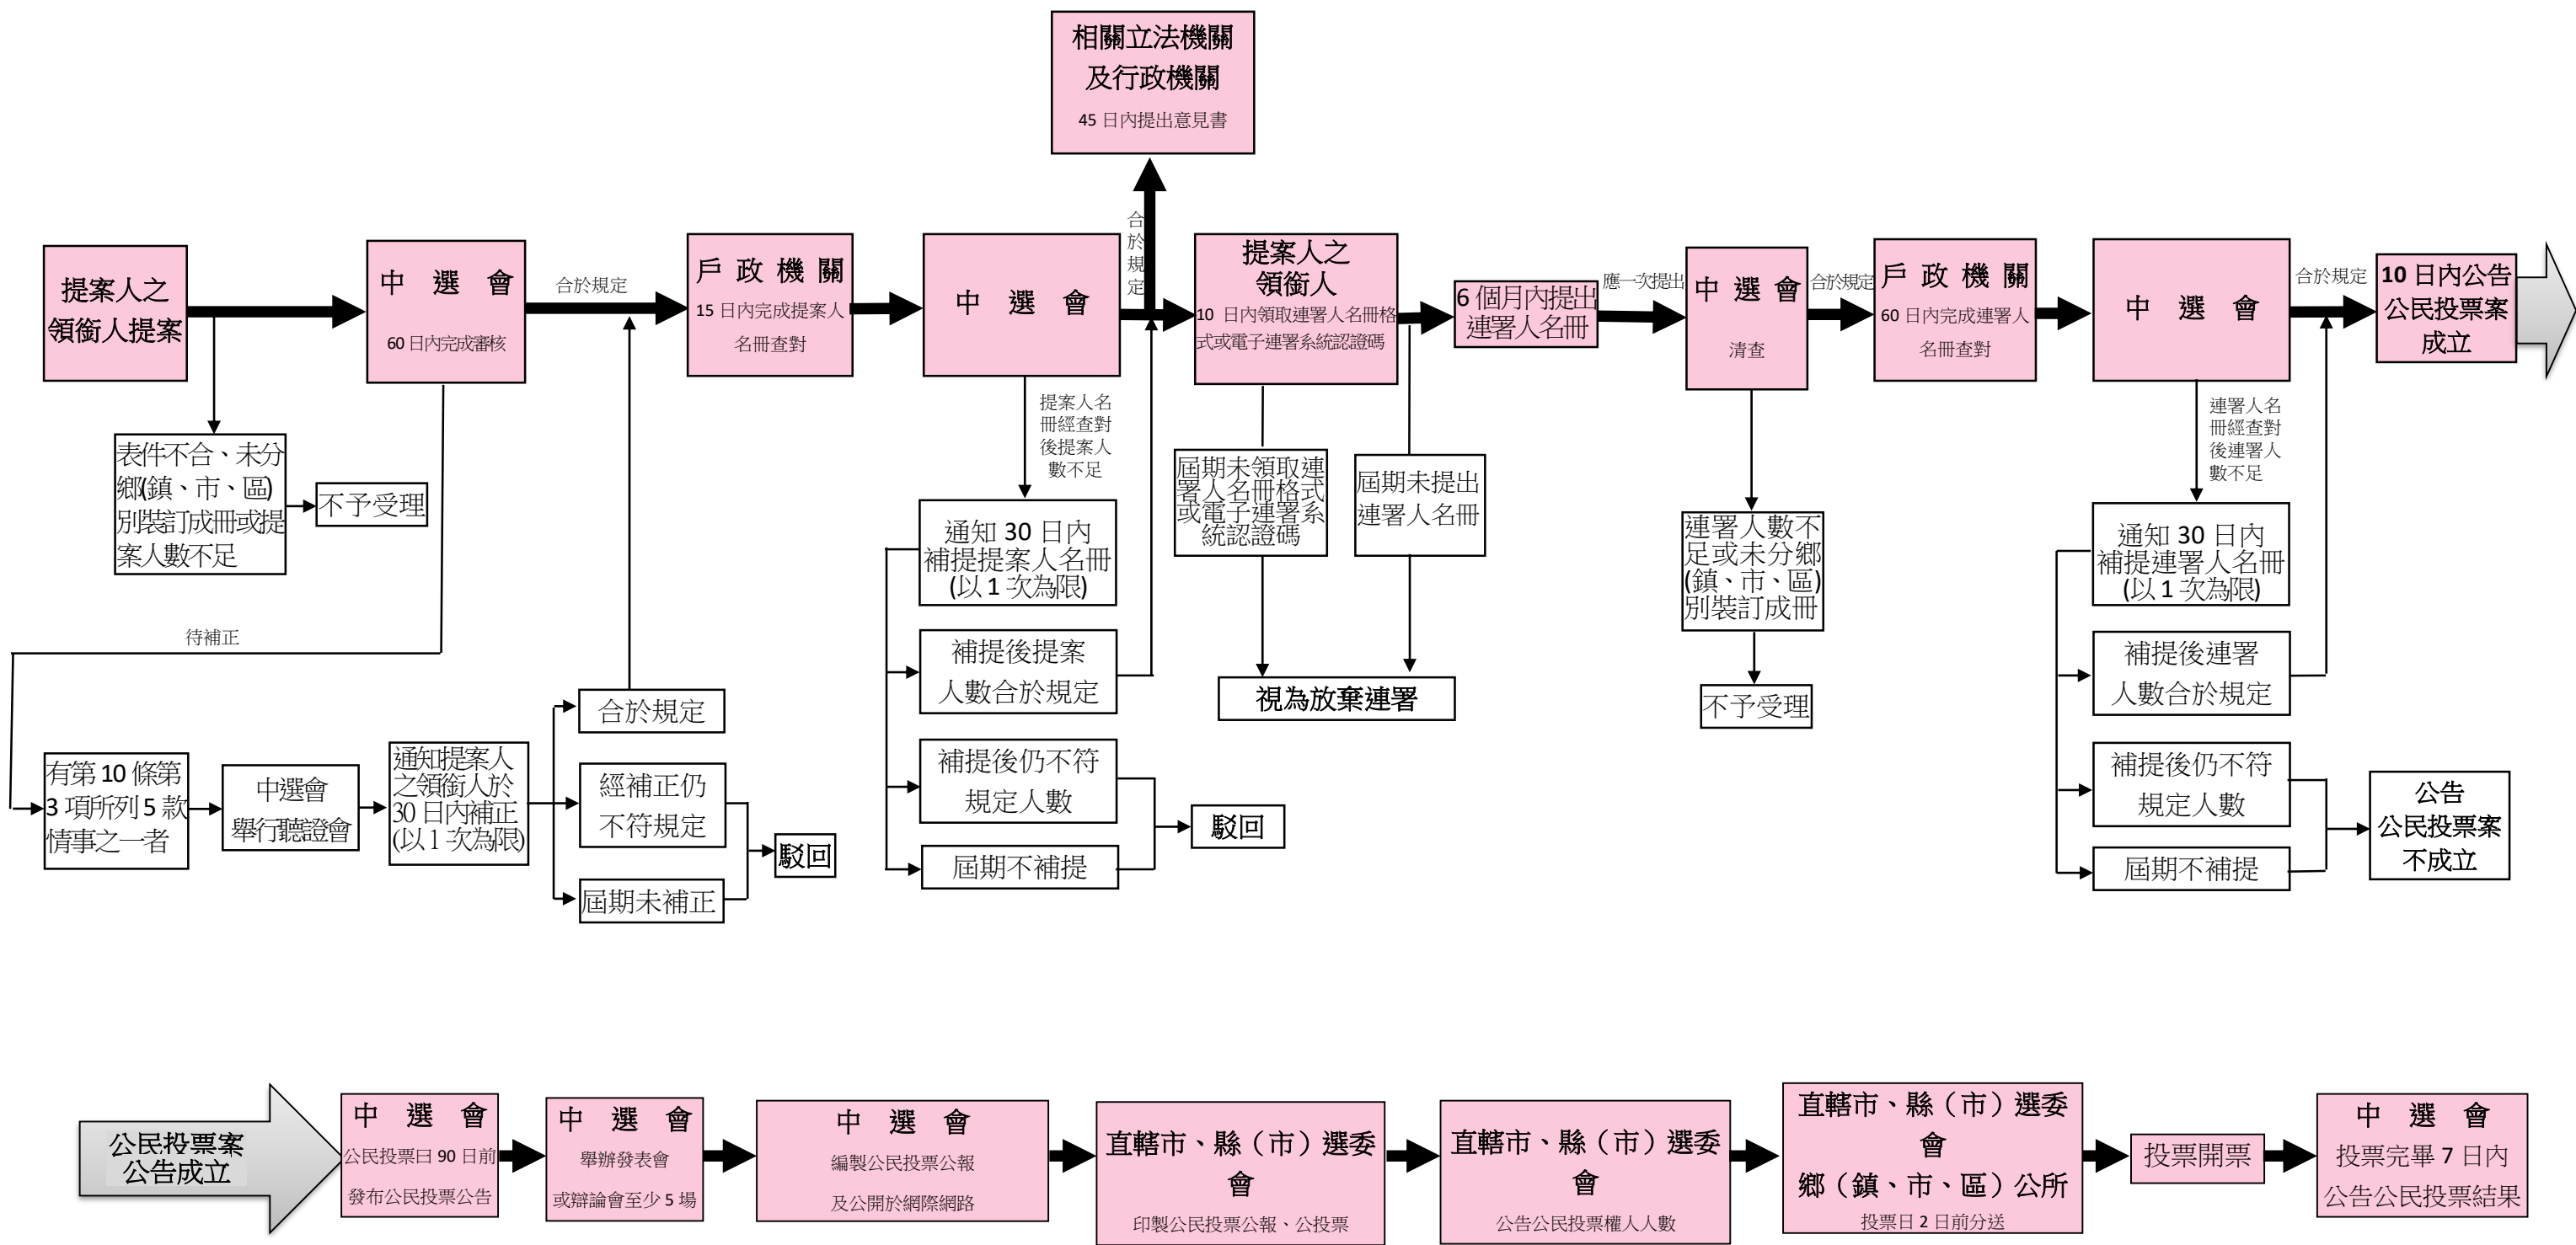 相關立法機關
及行政機關
45 日內提出意見書
提案人之
領銜人提案
中 選 會
60 日內完成審核
合於規定
戶 政 機 關
15 日內完成提案人
名冊查對
中 選 會
合
於
規
定
提案人之
領銜人
10 日內領取連署人名冊格
式或電子連署系統認證碼
6 個月內提出
連署人名冊
應一次提出
中 選 會
清查
合於規定
戶 政 機 關
60 日內完成連署人
名冊查對
中 選 會
合於規定
10 日內公告
公民投票案
成立
表件不合、未分
鄉(鎮、市、區)
別裝訂成冊或提
案人數不足
不予受理
提案人名
冊經查對
後提案人
數不足
通知 30 日內
補提提案人名冊
(以 1 次為限)
補提後提案
人數合於規定
補提後仍不符
規定人數
屆期不補提
駁回
屆期未領取連
署人名冊格式
或電子連署系
統認證碼
屆期未提出
連署人名冊
視為放棄連署
連署人數不
足或未分鄉
(鎮、市、區)
別裝訂成冊
不予受理
連署人名
冊經查對
後連署人
數不足
通知 30 日內
補提連署人名冊
(以 1 次為限)
補提後連署
人數合於規定
補提後仍不符
規定人數
屆期不補提
公告
公民投票案
不成立
待補正
有第 10 條第
3 項所列 5 款
情事之一者
中選會
舉行聽證會
通知提案人
之領銜人於
30 日內補正
(以 1 次為限)
合於規定
經補正仍
不符規定
屆期未補正
駁回
公民投票案
公告成立
中 選 會
公民投票日 90 日前
發布公民投票公告
中 選 會
舉辦發表會
或辯論會至少 5 場
中 選 會
編製公民投票公報
及公開於網際網路
直轄市、縣（市）選委
會
印製公民投票公報、公投票
直轄市、縣（市）選委
會
公告公民投票權人人數
直轄市、縣（市）選委
會
鄉（鎮、市、區）公所
投票日 2 日前分送
投票開票
中 選 會
投票完畢 7 日內
公告公民投票結果